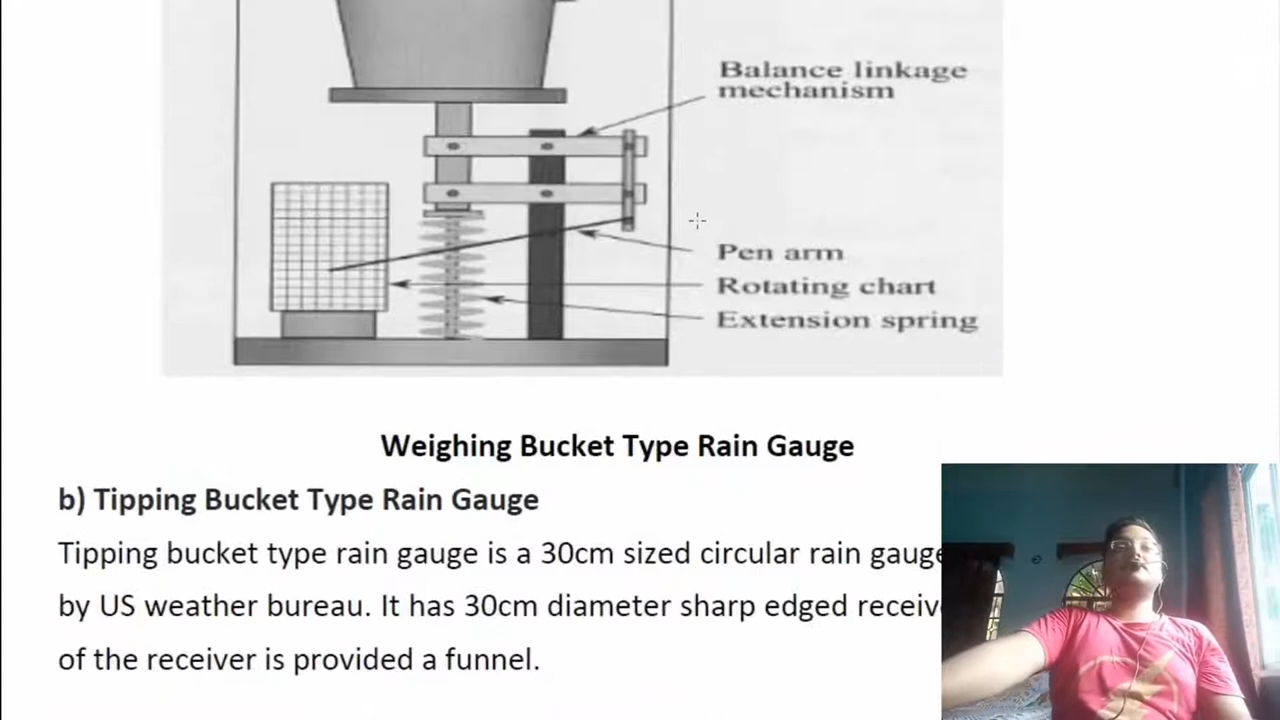 Balance linkage
mechanism
Pen arm
Rotating chart
Extension spring
Weighing Bucket Type Rain Gauge
b) Tipping Bucket Type Rain Gauge
Tipping bucket type rain gauge is a 30cm sized circular rain gauge
by US weather bureau. It has 30cm diameter sharp edged
of the receiver is provided a funnel.